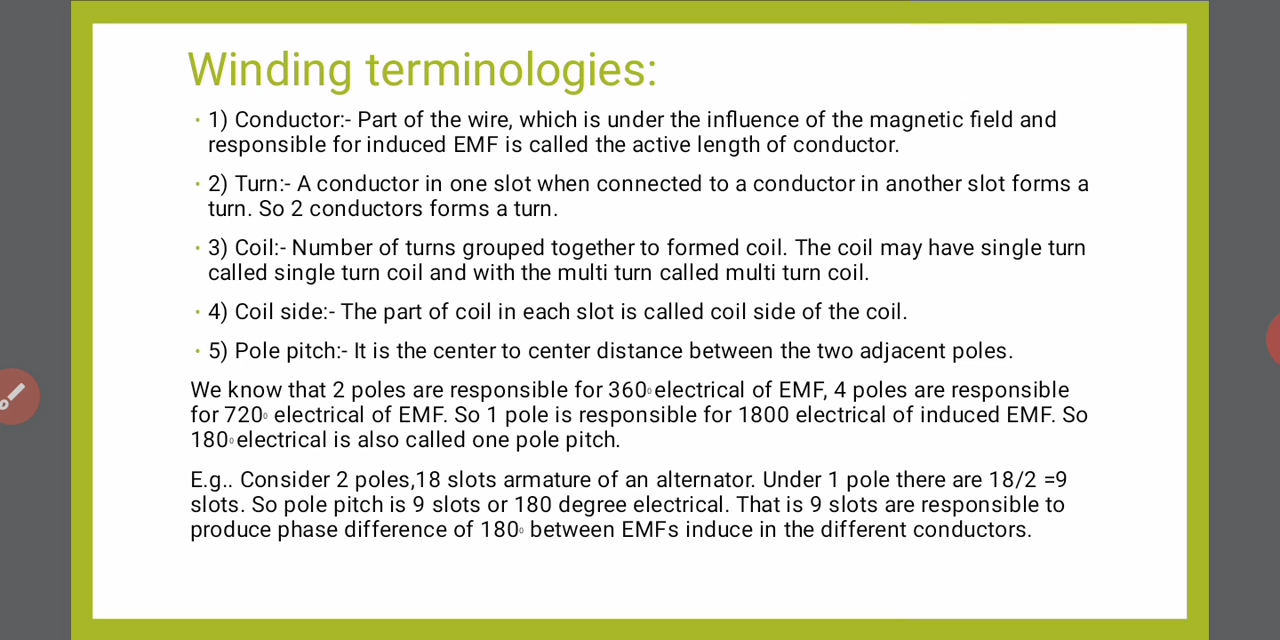 Winding terminologies:
• 1) Conductor:- Part of the wire, which is under the influence of the magnetic field and
responsible for induced EMF is called the active length of conductor.
• 2) Turn:- A conductor in one slot when connected to a conductor in another slot forms a
turn. So 2 conductors forms a turn.
• 3) Coil:- Number of turns grouped together to formed coil. The coil may have single turn
called single turn coil and with the multi turn called multi turn coil.
• 4) Coil side:- The part of coil in each slot is called coil side of the coil.
• 5) Pole pitch:- It is the center to center distance between the two adjacent poles.
We know that 2 poles are responsible for 360⁰ electrical of EMF, 4 poles are responsible
for 720⁰ electrical of EMF. So 1 pole is responsible for 1800 electrical of induced EMF. So
180⁰ electrical is also called one pole pitch.
E.g.. Consider 2 poles,18 slots armature of an alternator. Under 1 pole there are 18/2 =9
slots. So pole pitch is 9 slots or 180 degree electrical. That is 9 slots are responsible to
produce phase difference of 180⁰ between EMFs induce in the different conductors.